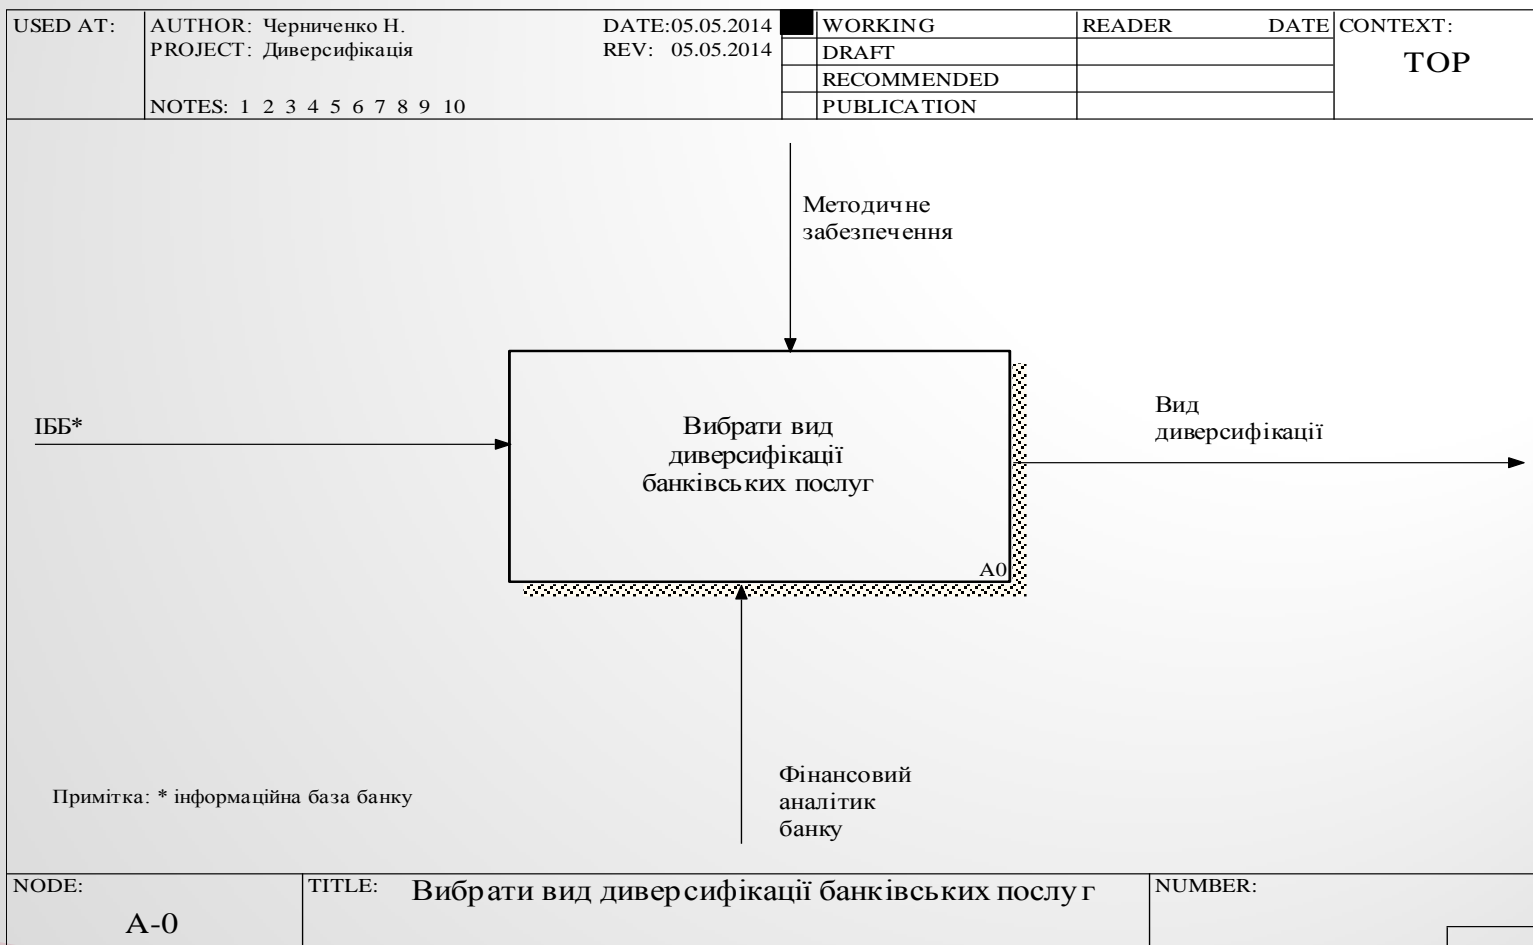 USED AT:
AUTHOR: Черниченко Н.
DATE:05.05.2014
PROJECT: Диверсифікація
REV: 05.05.2014
NOTES: 1 2 3 4 5 6 7 8 9 10
WORKING
DRAFT
RECOMMENDED
PUBLICATION
READER DATE
CONTEXT:
TOP
Методичне
забезпечення
ІББ*
Вибрати вид
диверсифікації
банківських послуг
A0
Вид
диверсифікації
Фінансовий
аналітик
банку
Примітка: * інформаційна база банку
NODE:
A-0
TITLE: Вибрати вид диверсифікації банківських послуг
NUMBER: